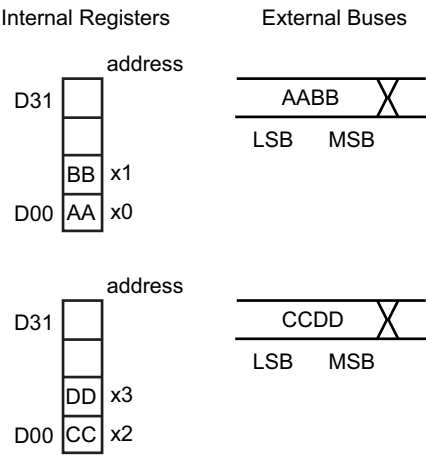 Internal Registers External Buses
address
D31 AABB
LSB MSB
BB x1
D00 AA x0
address
D31 CCDD
LSB MSB
DD x3
D00 CC x2